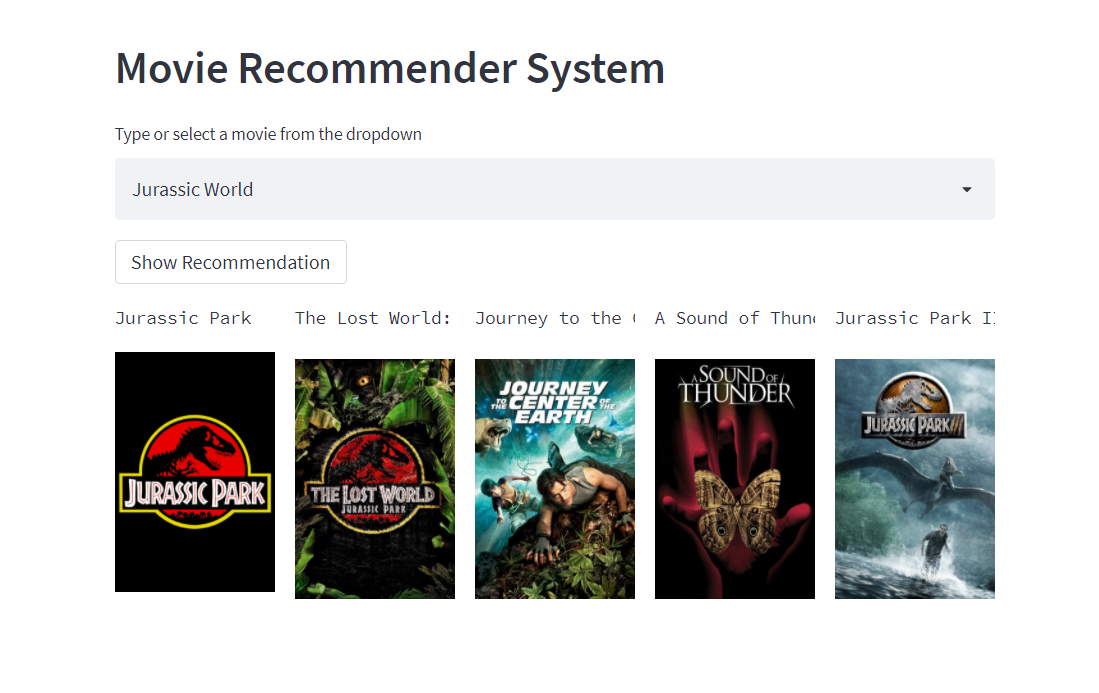 Movie Recommender System
Type or select a movie from the dropdown
Jurassic World
Show Recommendation
Jurassic Park
The Lost World:
Journey to the
A Sound of Thun
Jurassic Park I
JURASSIC PARK
THE LOST WORLD
JURASSIC PARK
JOURNEY
TO THE CENTER OF THE
EARTH
A SOUND OF
THUNDER
JURASSIC PARK III